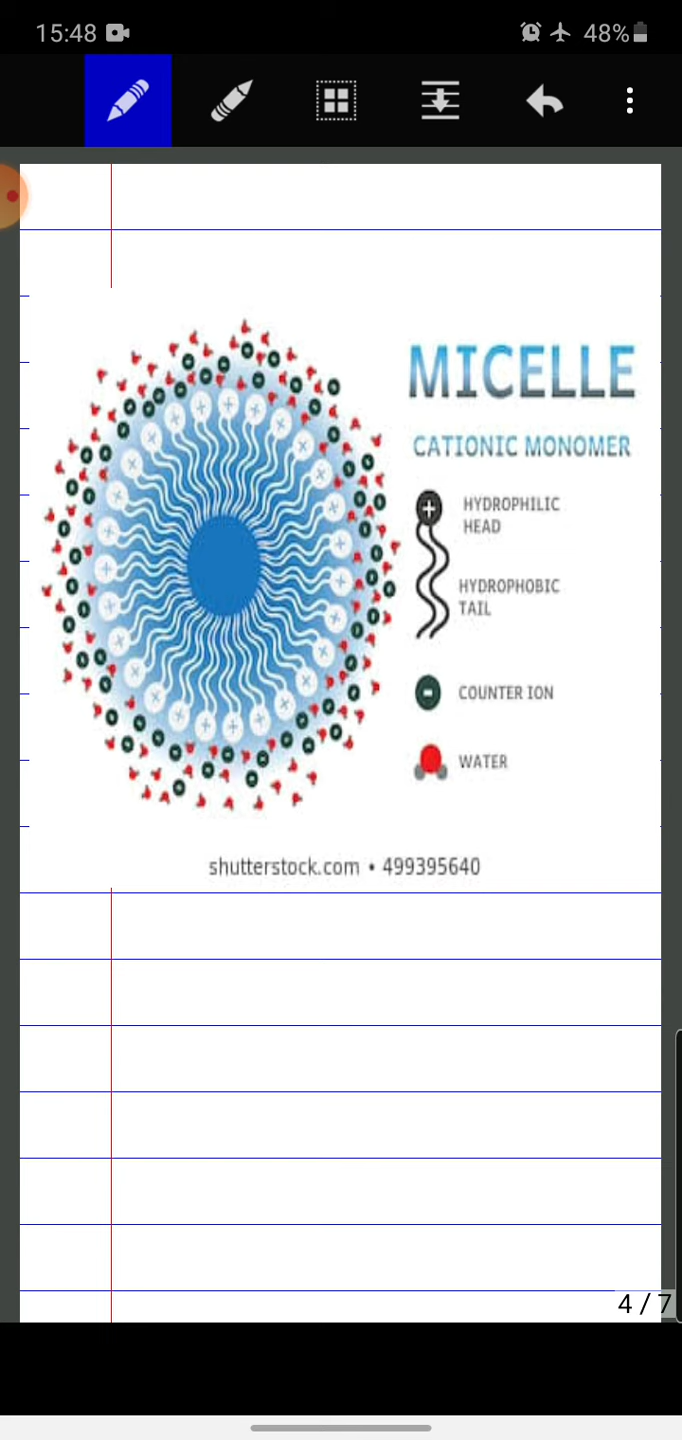 15:48 48%
MICELLE
CATIONIC MONOMER
HYDROPHILIC
HEAD
HYDROPHOBIC
TAIL
COUNTER ION
WATER
shutterstock.com • 499395640
4 / 7